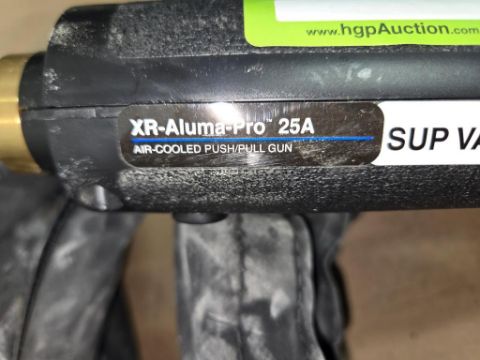 www.hgpAuction.com
XR-Aluma-Pro™ 25A
AIR-COOLED PUSH/PULL GUN
SUP VA